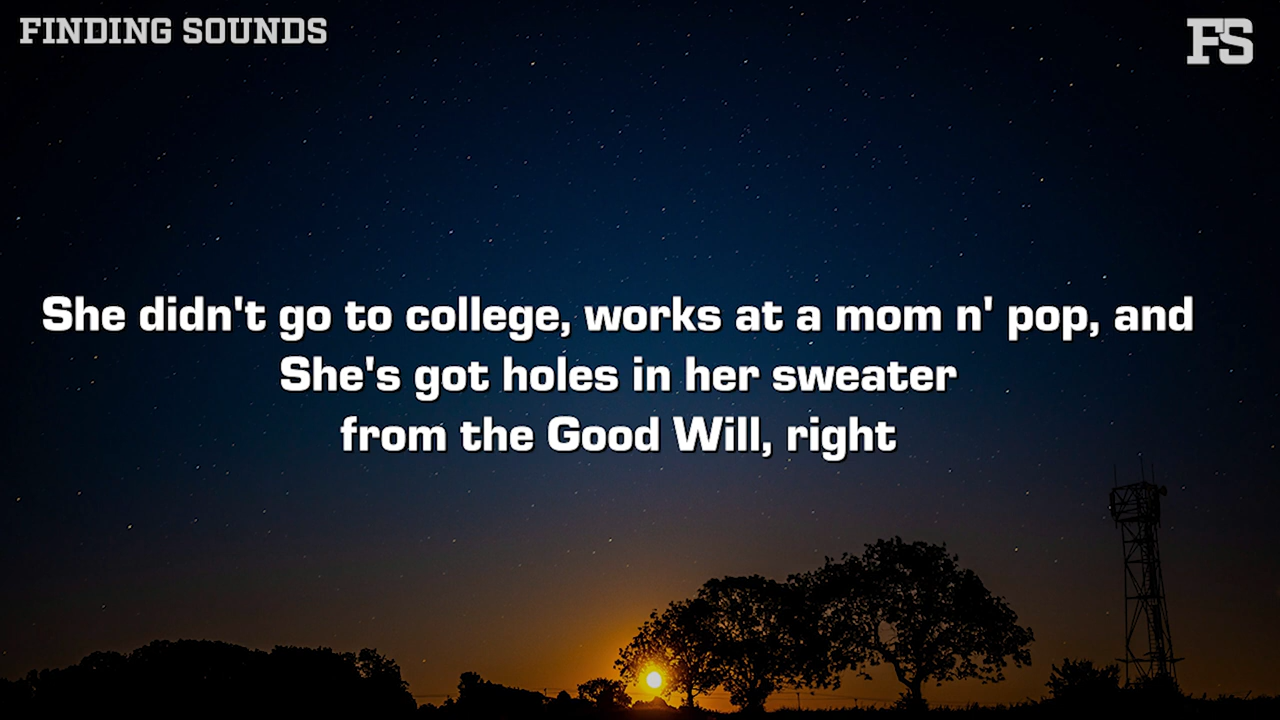 FINDING SOUNDS
FS
She didn't go to college, works at a mom n' pop, and
She's got holes in her sweater
from the Good Will, right